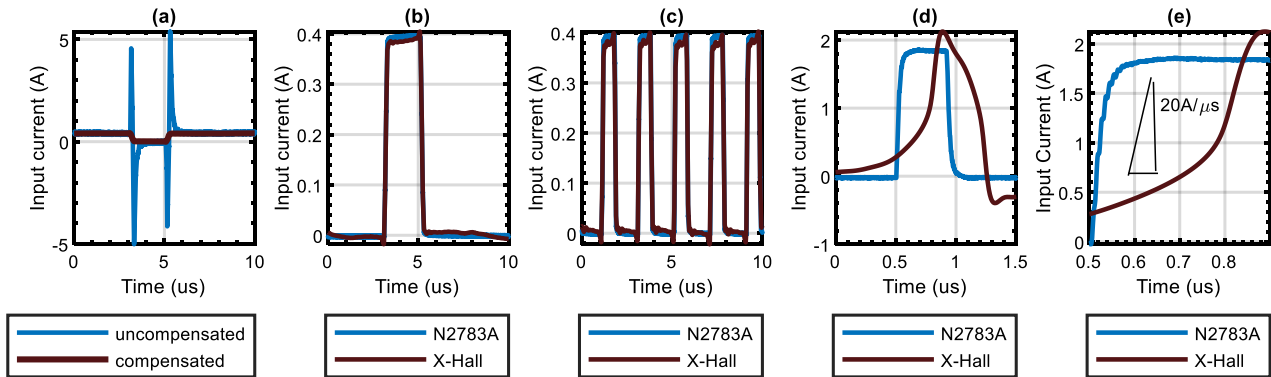 (a)
5
0
-5
0
5
10
Input current (A)
Time (us)
uncompensated
compensated
(b)
0.4
0.3
0.2
0.1
0
0
5
10
Input current (A)
Time (us)
N2783A
X-Hall
(c)
0.4
0.3
0.2
0.1
0
0
5
10
Input current (A)
Time (us)
N2783A
X-Hall
(d)
2
1
0
-1
0
0.5
1
1.5
Input current (A)
Time (us)
N2783A
X-Hall
(e)
2
1.5
1
0.5
0
0.5
0.6
0.7
0.8
Input Current (A)
20A/μs
Time (us)
N2783A
X-Hall